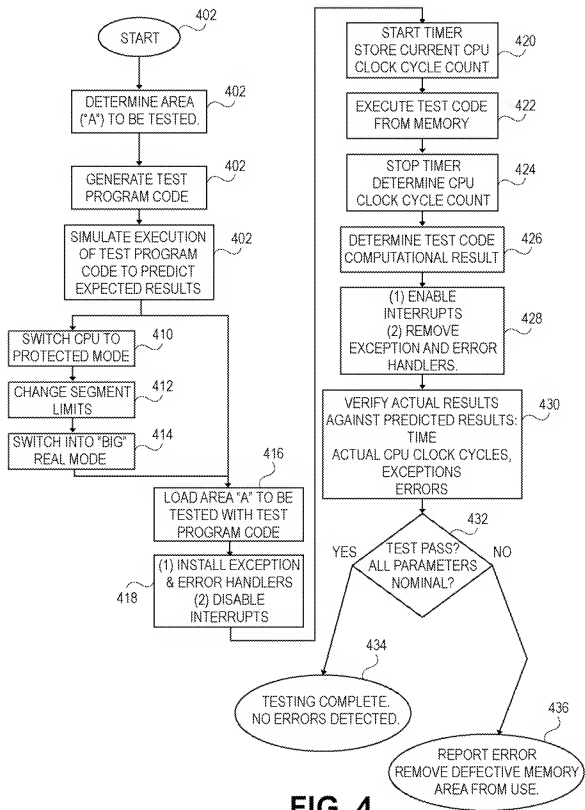 402
START
402
DETERMINE AREA
("A") TO BE TESTED.
402
GENERATE TEST
PROGRAM CODE
402
SIMULATE EXECUTION
OF TEST PROGRAM
CODE TO PREDICT
EXPECTED RESULTS
410
SWITCH CPU TO
PROTECTED MODE
412
CHANGE SEGMENT
LIMITS
414
SWITCH INTO "BIG"
REAL MODE
416
LOAD AREA "A" TO BE
TESTED WITH TEST
PROGRAM CODE
418
(1) INSTALL EXCEPTION
& ERROR HANDLERS
(2) DISABLE
INTERRUPTS
420
START TIMER
STORE CURRENT CPU
CLOCK CYCLE COUNT
422
EXECUTE TEST CODE
FROM MEMORY
424
STOP TIMER
DETERMINE CPU
CLOCK CYCLE COUNT
426
DETERMINE TEST CODE
COMPUTATIONAL RESULT
428
(1) ENABLE
INTERRUPTS
(2) REMOVE
EXCEPTION AND ERROR
HANDLERS.
430
VERIFY ACTUAL RESULTS
AGAINST PREDICTED RESULTS:
TIME
ACTUAL CPU CLOCK CYCLES,
EXCEPTIONS
ERRORS
432
YES
TEST PASS?
ALL PARAMETERS
NOMINAL?
NO
434
TESTING COMPLETE.
NO ERRORS DETECTED.
436
REPORT ERROR
REMOVE DEFECTIVE MEMORY
AREA FROM USE.
FIG. 4